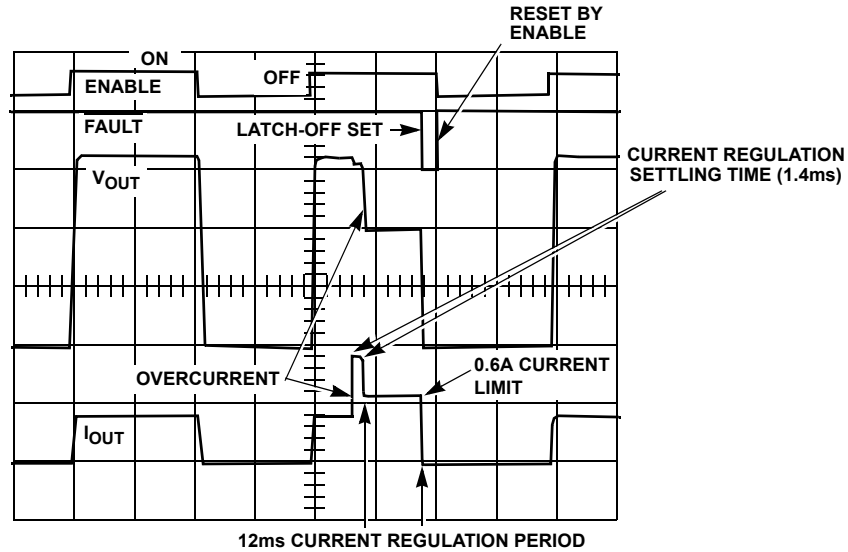 RESET BY
ENABLE
ON
OFF
ENABLE
FAULT
LATCH-OFF SET
CURRENT REGULATION
SETTLING TIME (1.4ms)
VOUT
OVERCURRENT
0.6A CURRENT
LIMIT
IOUT
12ms CURRENT REGULATION PERIOD